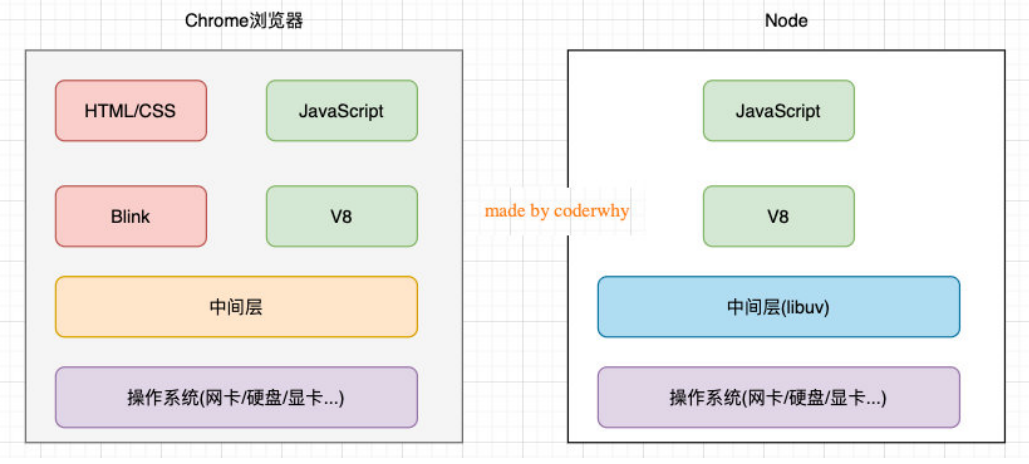 Chrome浏览器
HTML/CSS
JavaScript
Blink
V8
中间层
操作系统(网卡/硬盘/显卡...)
made by coderwhy
Node
JavaScript
V8
中间层(libuv)
操作系统(网卡/硬盘/显卡...)